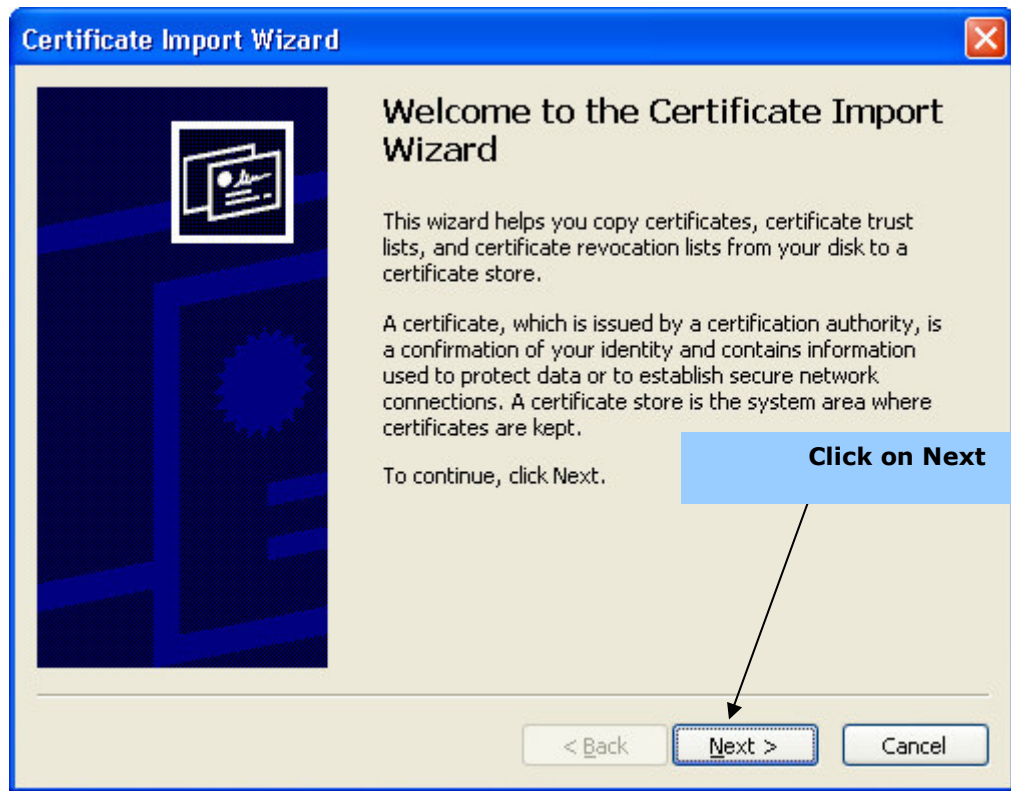 Certificate Import Wizard
Welcome to the Certificate Import
Wizard
This wizard helps you copy certificates, certificate trust
lists, and certificate revocation lists from your disk to a
certificate store.
A certificate, which is issued by a certification authority, is
a confirmation of your identity and contains information
used to protect data or to establish secure network
connections. A certificate store is the system area where
certificates are kept.
Click on Next
To continue, click Next.
< Back Next > Cancel